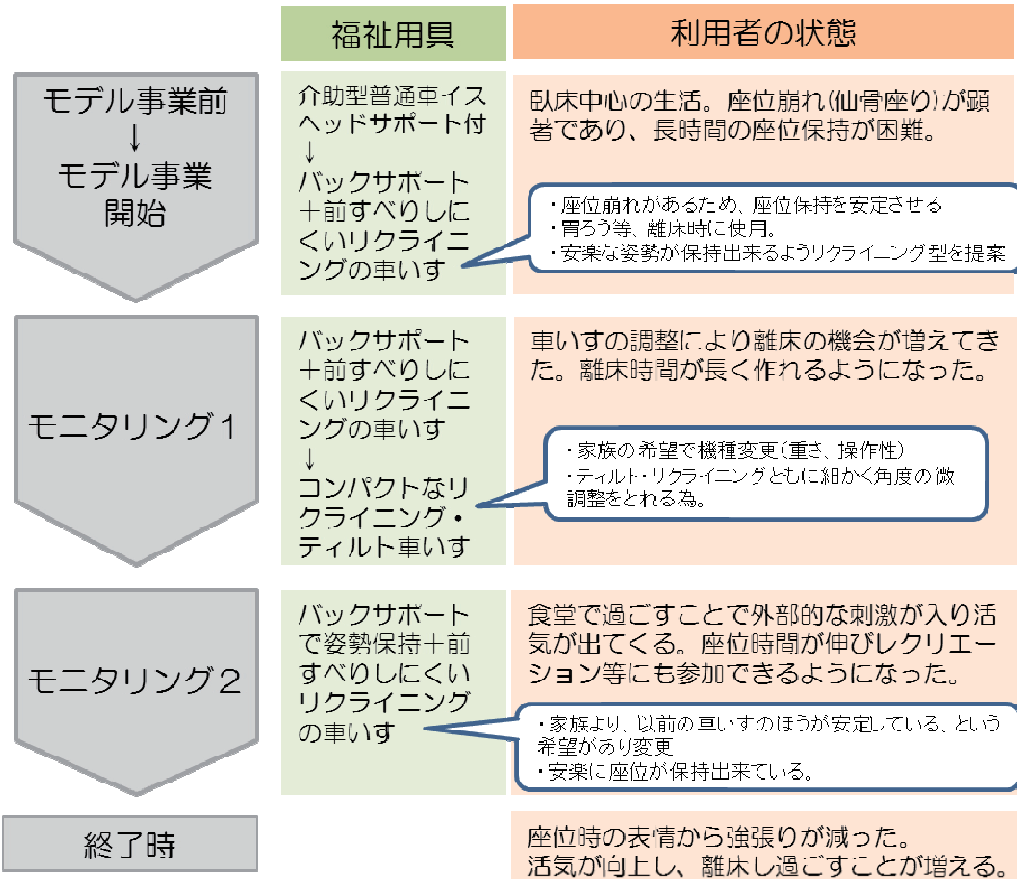 福祉用具
利用者の状態
モデル事業前
↓
モデル事業
開始
介助型普通車イス
ヘッドサポート付
↓
バックサポート
＋前すべりしに
くいリクライニ
ングの車いす
臥床中心の生活。座位崩れ(仙骨座り)が顕
著であり、長時間の座位保持が困難。
・座位崩れがあるため、座位保持を安定させる
・胃ろう等、離床時に使用。
・安楽な姿勢が保持出来るようリクライニング型を提案
モニタリング１
バックサポート
＋前すべりしに
くいリクライニ
ングの車いす
↓
コンパクトなリ
クライニング・
ティルト車いす
車いすの調整により離床の機会が増えてき
た。離床時間が長く作れるようになった。
・家族の希望で機種変更(重さ、操作性)
・ティルト・リクライニングともに細かく角度の微
調整をとれる為。
モニタリング２
バックサポート
で姿勢保持＋前
すべりしにくい
リクライニング
の車いす
食堂で過ごすことで外部的な刺激が入り活
気が出てくる。座位時間が伸びレクリエー
ション等にも参加できるようになった。
・家族より、以前の車いすのほうが安定している、という
希望があり変更
・安楽に座位が保持出来ている。
終了時
座位時の表情から強張りが減った。
活気が向上し、離床し過ごすことが増える。